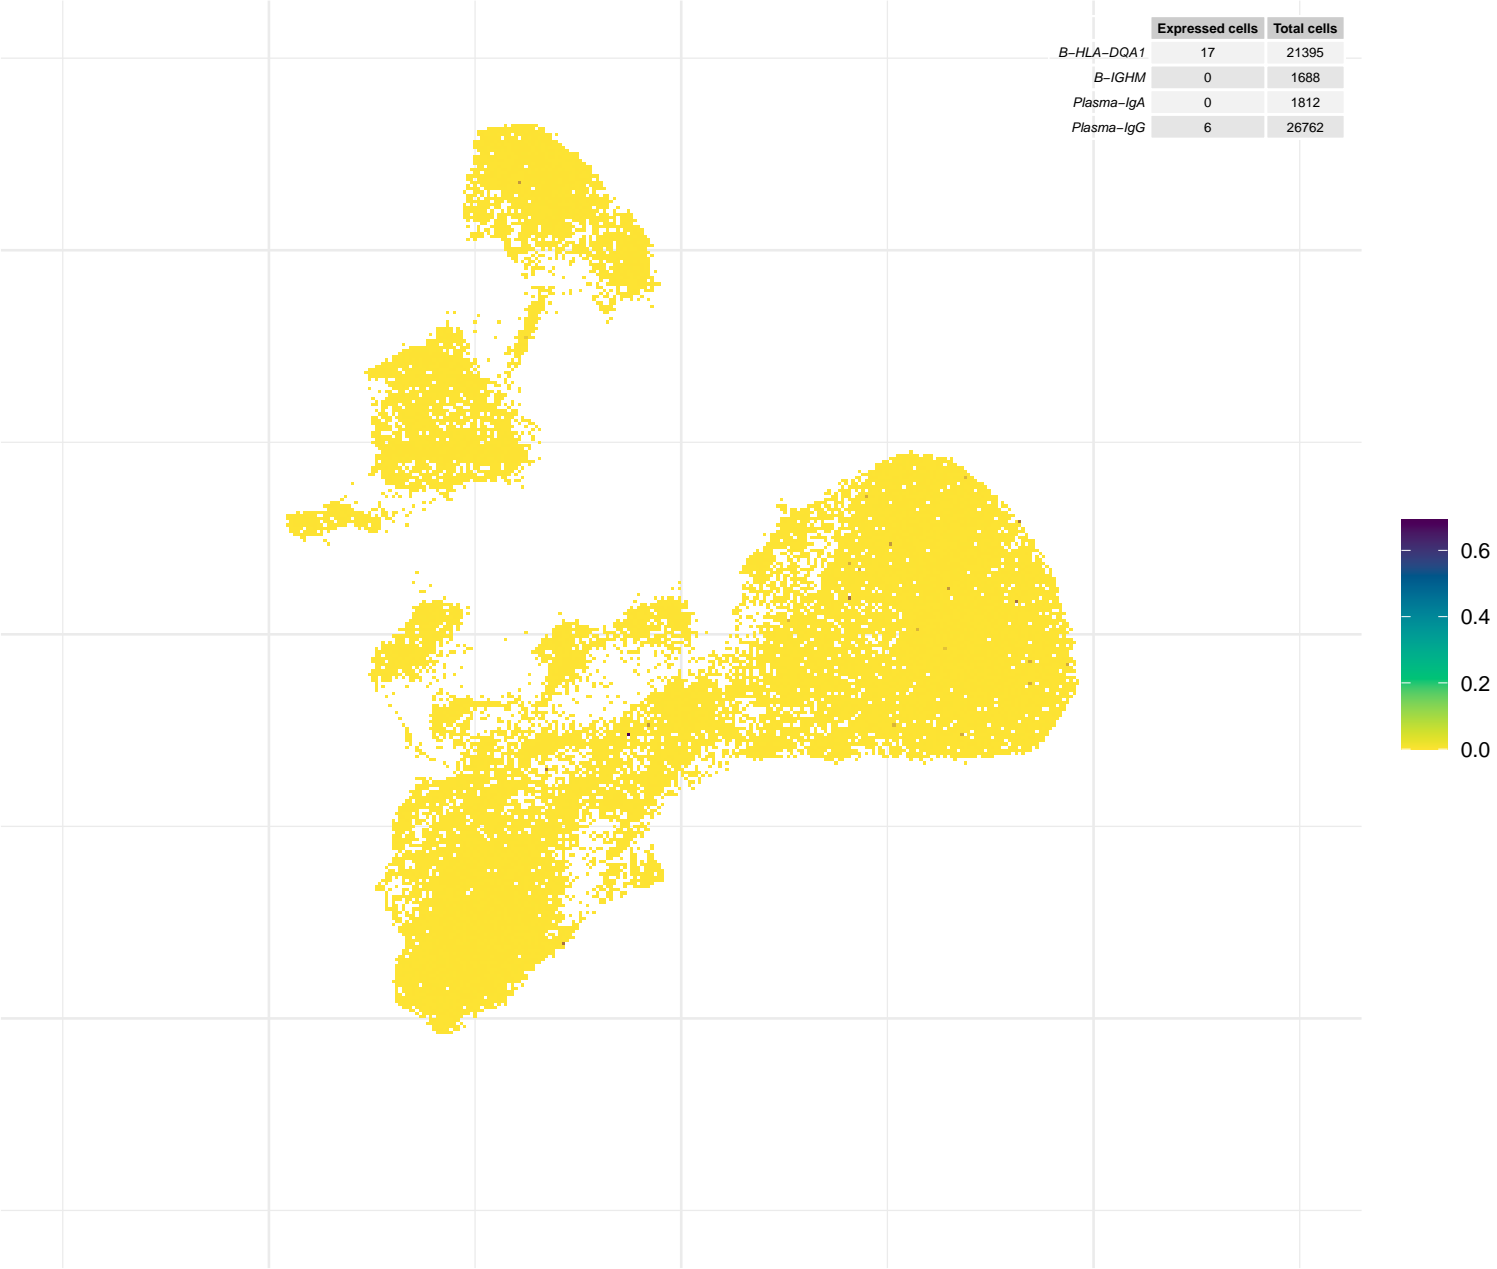 Expressed cells Total cells
B−HLA−DQA1 17 21395
B−IGHM 0 1688
Plasma−IgA 0 1812
Plasma−IgG 6 26762
0.6
0.4
0.2
0.0